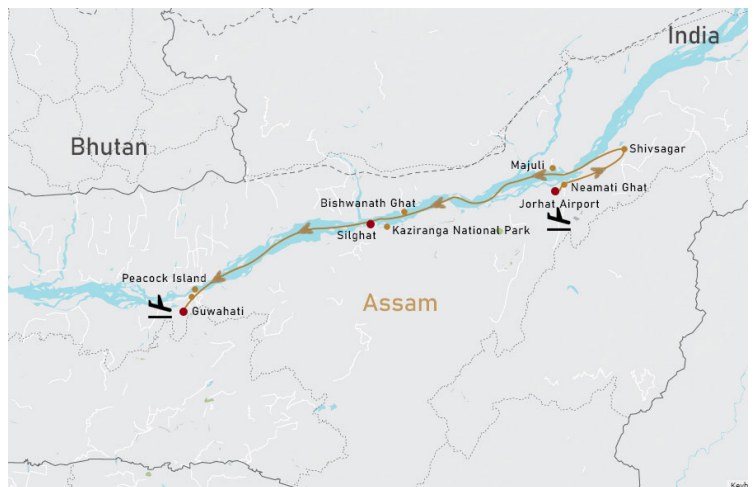 India
Bhutan
Shivsagar
Majuli
Neamati Ghat
Jorhat Airport
Bishwanath Ghat
Silghat
Kaziranga National Park
Peacock Island
Assam
Guwahati